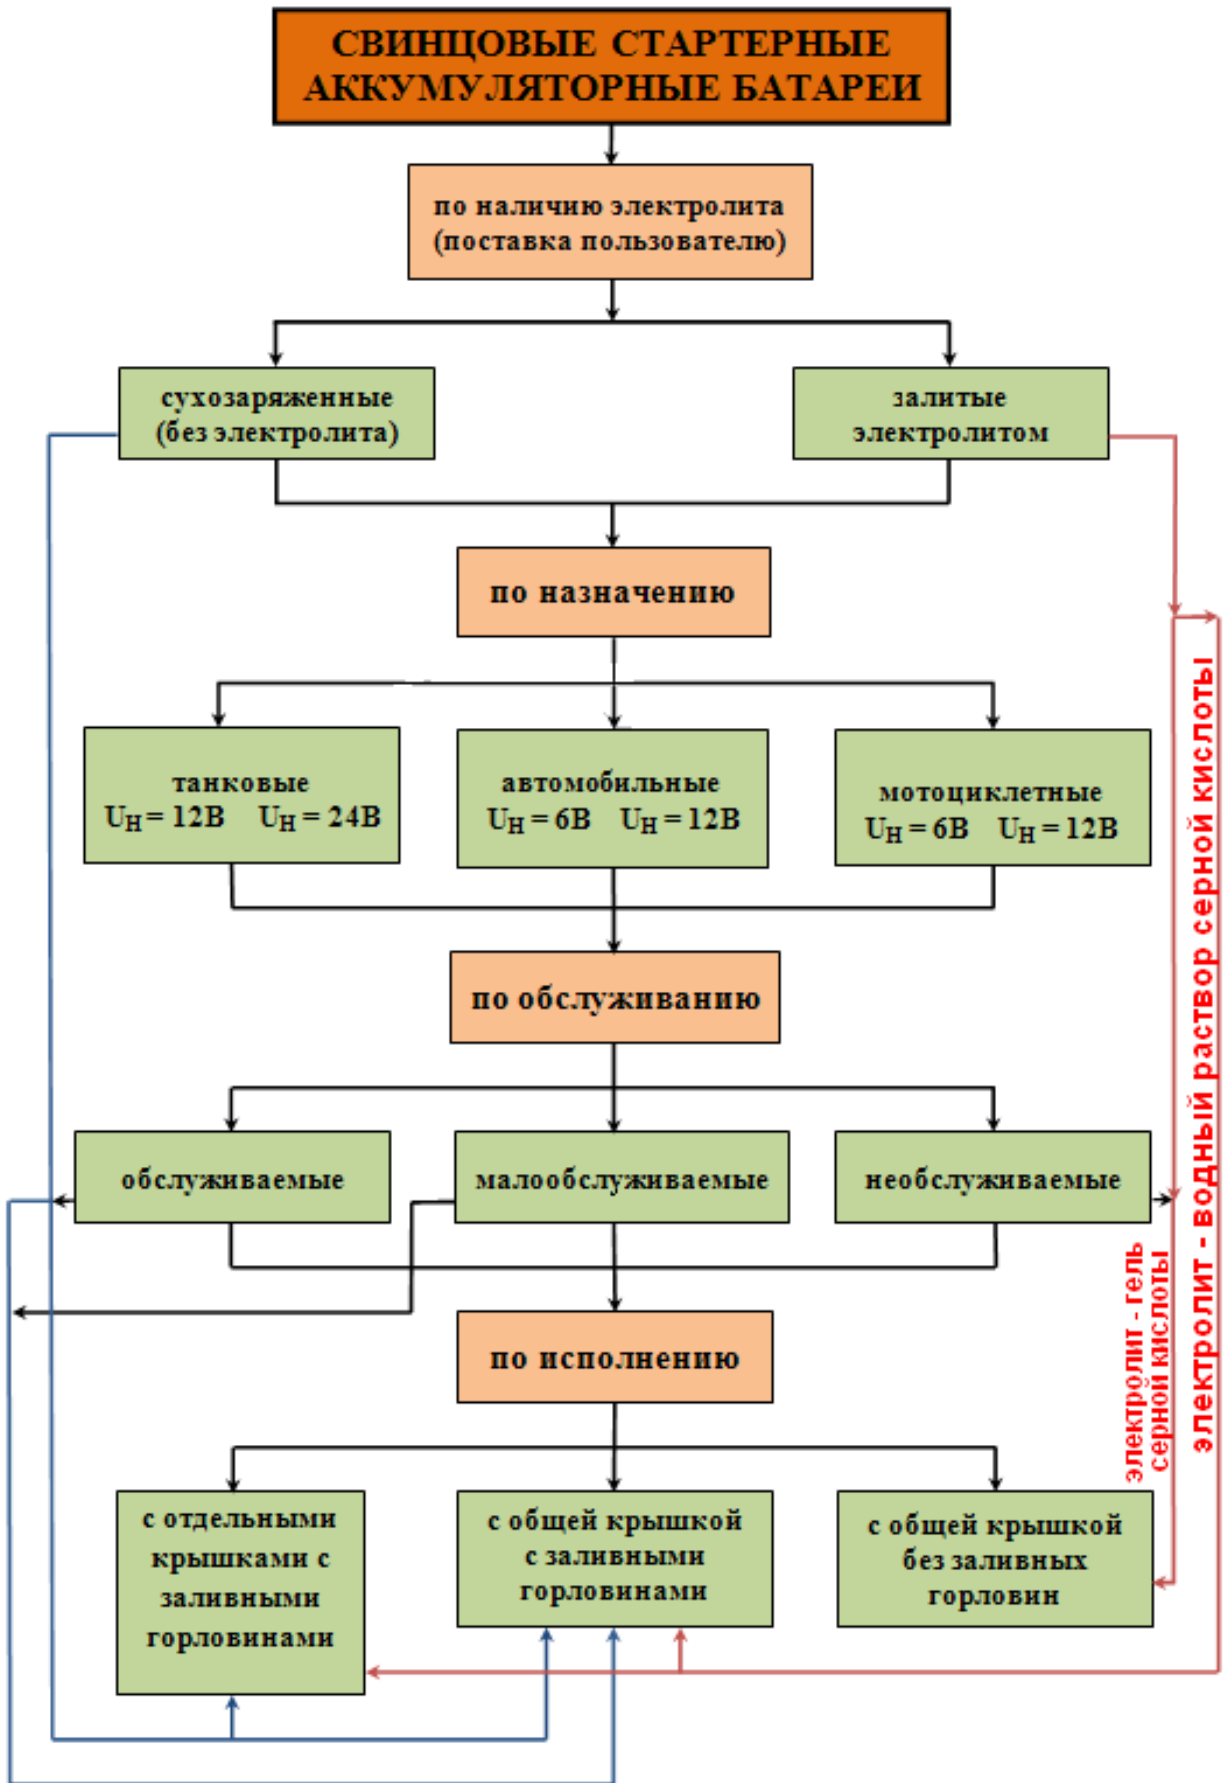 СВИНЦОВЫЕ СТАРТЕРНЫЕ
АККУМУЛЯТОРНЫЕ БАТАРЕИ
по наличию электролита
(поставка пользователю)
сухозаряженные
(без электролита)
залитые
электролитом
по назначению
танковые
UН = 12В UН = 24В
автомобильные
UН = 6В UН = 12В
мотоциклетные
UН = 6В UН = 12В
по обслуживанию
обслуживаемые
малообслуживаемые
необслуживаемые
электролит - гель
серной кислоты
электролит - водный раствор серной кислоты
по исполнению
с отдельными
крышками с
заливными
горловинами
с общей крышкой
с заливными
горловинами
с общей крышкой
без заливных
горловин